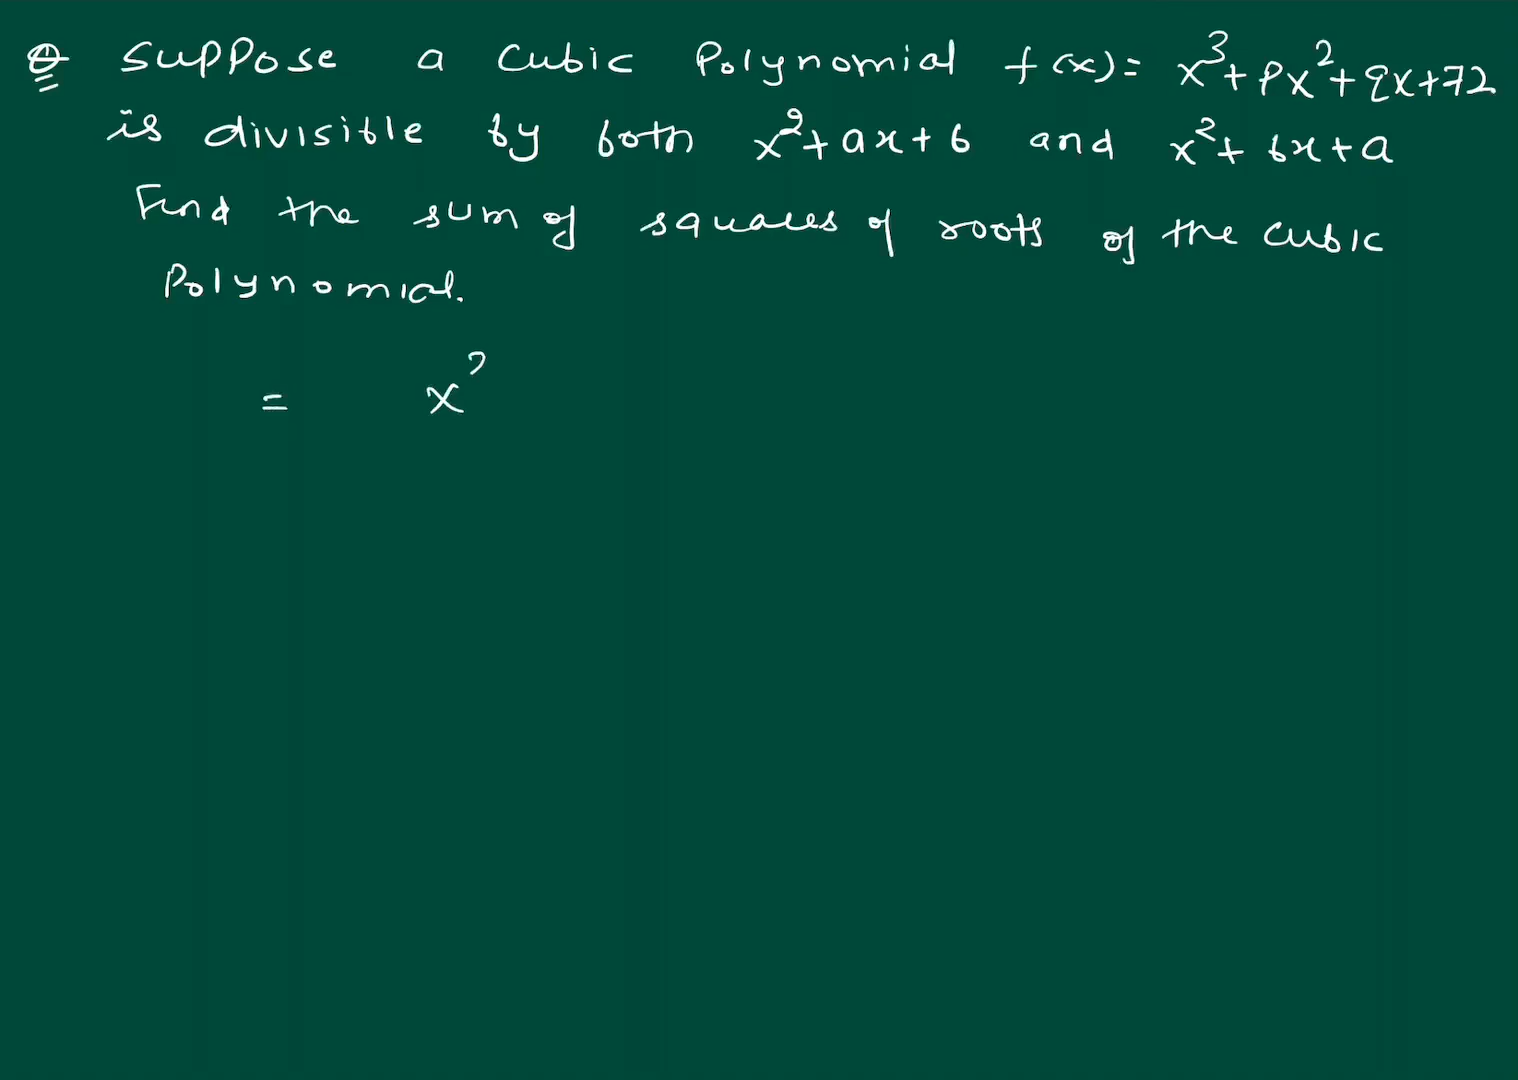 Q Suppose a cubic Polynomial f(x) = x³ + px² + qx + 72
is divisible by both x² + ax + b and x² + bx + a
Find the sum of squares of roots of the cubic
Polynomial.
= x²